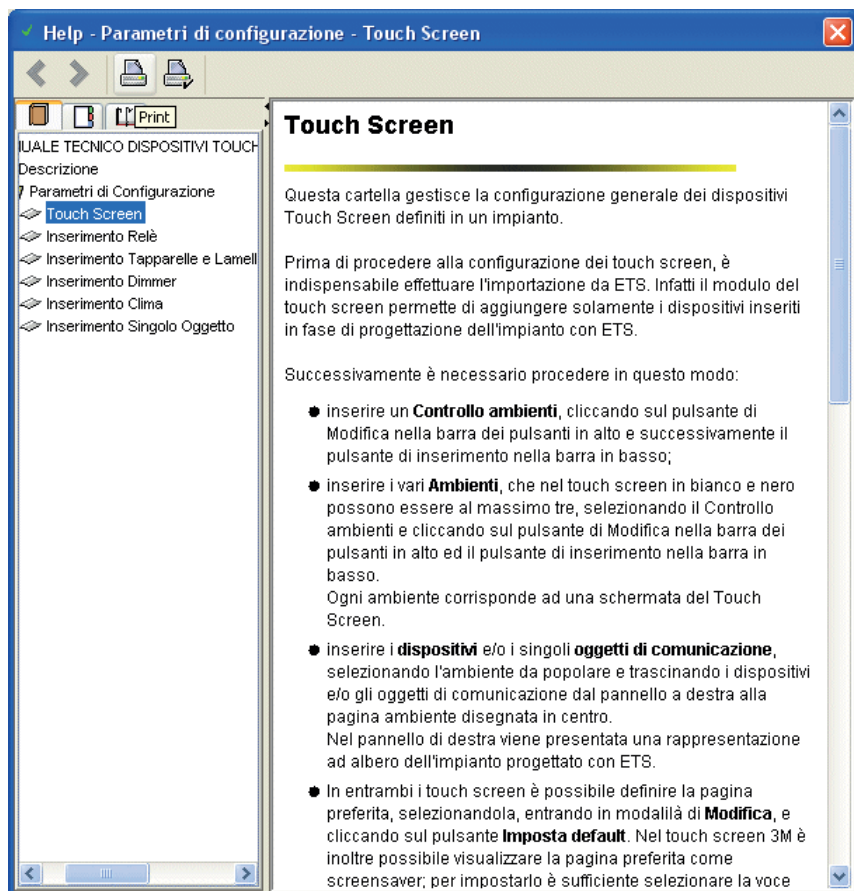 Help - Parametri di configurazione - Touch Screen
Print
IUALE TECNICO DISPOSITIVI TOUCH
Descrizione
Parametri di Configurazione
Touch Screen
Inserimento Relè
Inserimento Tapparelle e Lamell
Inserimento Dimmer
Inserimento Clima
Inserimento Singolo Oggetto
Touch Screen
Questa cartella gestisce la configurazione generale dei dispositivi
Touch Screen definiti in un impianto.
Prima di procedere alla configurazione dei touch screen, è
indispensabile effettuare l'importazione da ETS. Infatti il modulo del
touch screen permette di aggiungere solamente i dispositivi inseriti
in fase di progettazione dell'impianto con ETS.
Successivamente è necessario procedere in questo modo:
inserire un Controllo ambienti, cliccando sul pulsante di
Modifica nella barra dei pulsanti in alto e successivamente il
pulsante di inserimento nella barra in basso;
inserire i vari Ambienti, che nel touch screen in bianco e nero
possono essere al massimo tre, selezionando il Controllo
ambienti e cliccando sul pulsante di Modifica nella barra dei
pulsanti in alto ed il pulsante di inserimento nella barra in
basso.
Ogni ambiente corrisponde ad una schermata del Touch
Screen.
inserire i dispositivi e/o i singoli oggetti di comunicazione,
selezionando l'ambiente da popolare e trascinando i dispositivi
e/o gli oggetti di comunicazione dal pannello a destra alla
pagina ambiente disegnata in centro.
Nel pannello di destra viene presentata una rappresentazione
ad albero dell'impianto progettato con ETS.
In entrambi i touch screen è possibile definire la pagina
preferita, selezionandola, entrando in modalilà di Modifica, e
cliccando sul pulsante Imposta default. Nel touch screen 3M è
inoltre possibile visualizzare la pagina preferita come
screensaver; per impostarlo è sufficiente selezionare la voce